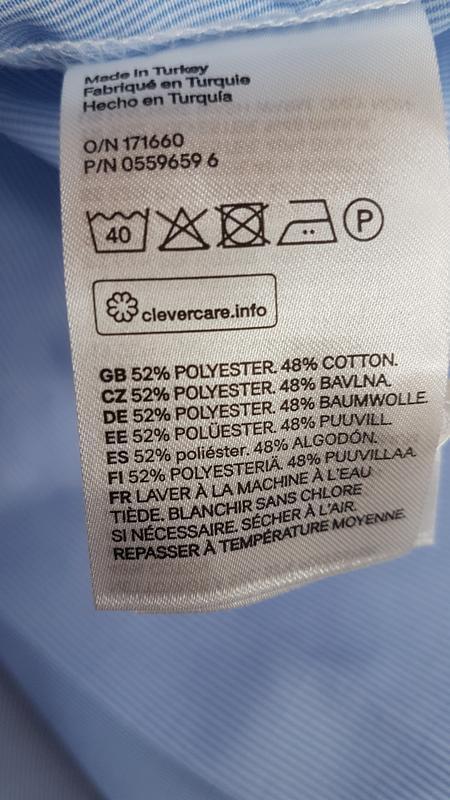 Made in Turkey
Fabriqué en Turquie
Hecho en Turquía
O/N 171660
P/N 0559659 6
40
P
clevercare.info
GB 52% POLYESTER. 48% COTTON.
CZ 52% POLYESTER. 48% BAVLNA.
DE 52% POLYESTER. 48% BAUMWOLLE.
EE 52% POLÜESTER. 48% PUUVILL.
ES 52% poliéster. 48% ALGODÓN.
FI 52% POLYESTERIÄ. 48% PUUVILLAA.
FR LAVER À LA MACHINE À L'EAU
TIÈDE. BLANCHIR SANS CHLORE
SI NÉCESSAIRE. SÉCHER À L'AIR.
REPASSER À TEMPÉRATURE MOYENNE.